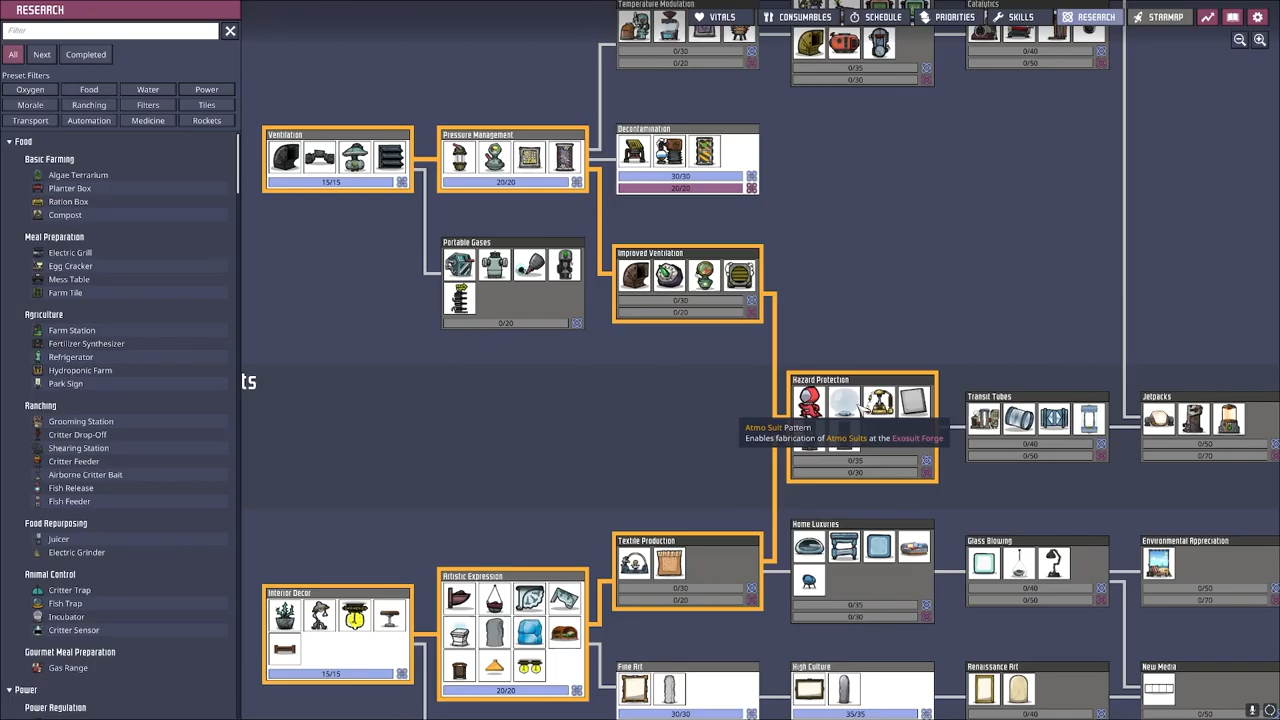 RESEARCH
Filter
All
Next
Completed
Preset Filters
Oxygen
Food
Water
Power
Morale
Ranching
Filters
Tiles
Transport
Automation
Medicine
Rockets
Food
Basic Farming
Algae Terrarium
Planter Box
Ration Box
Compost
Meal Preparation
Electric Grill
Egg Cracker
Mess Table
Farm Tile
Agriculture
Farm Station
Fertilizer Synthesizer
Refrigerator
Hydroponic Farm
Park Sign
Ranching
Grooming Station
Critter Drop-Off
Shearing Station
Critter Feeder
Airborne Critter Bait
Fish Release
Fish Feeder
Food Repurposing
Juicer
Electric Grinder
Animal Control
Critter Trap
Fish Trap
Incubator
Critter Sensor
Gourmet Meal Preparation
Gas Range
Power
Power Regulation
VITALS
CONSUMABLES
SCHEDULE
PRIORITIES
SKILLS
RESEARCH
STARMAP
Temperature Modulation
0/30
0/20
0/35
0/30
Catalytics
0/40
0/50
Ventilation
15/15
Pressure Management
20/20
Decontamination
30/30
20/20
Portable Gases
0/20
Improved Ventilation
0/30
0/20
ts
Hazard Protection
Atmo Suit Pattern
Enables fabrication of Atmo Suits at the Exosuit Forge
0/35
0/30
Transit Tubes
0/40
0/50
Jetpacks
0/50
0/70
Textile Production
0/30
0/20
Home Luxuries
0/35
0/30
Glass Blowing
0/40
0/50
Environmental Appreciation
0/50
0/70
Interior Decor
15/15
Artistic Expression
20/20
Fine Art
30/30
High Culture
35/35
Renaissance Art
0/40
New Media
0/50